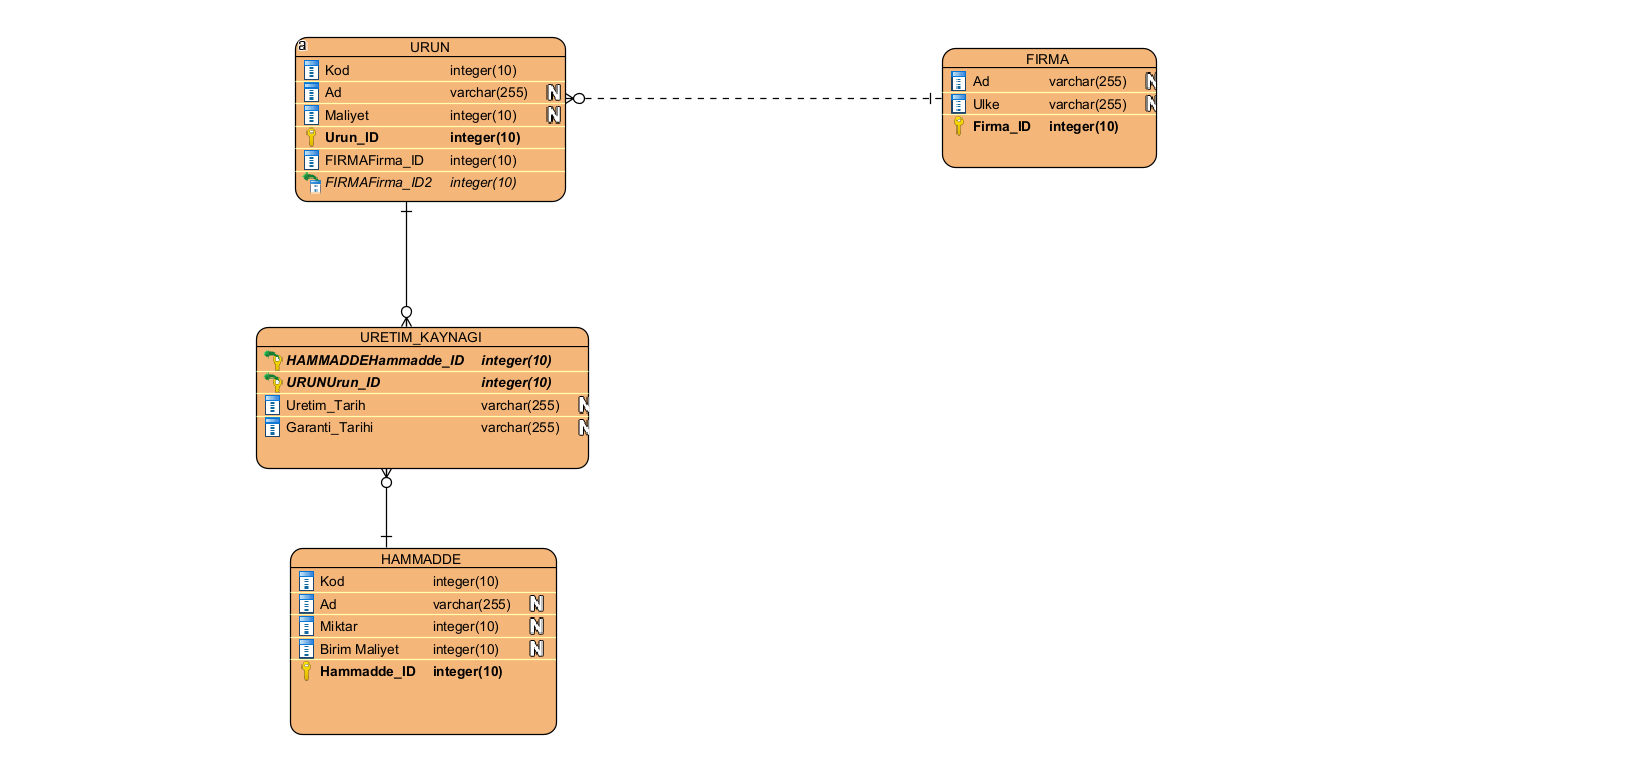 a
URUN
Kod integer(10)
Ad varchar(255) N
Maliyet integer(10) N
Urun_ID integer(10)
FIRMAFirma_ID integer(10)
FIRMAFirma_ID2 integer(10)
FIRMA
Ad varchar(255) N
Ulke varchar(255) N
Firma_ID integer(10)
URETIM_KAYNAGI
HAMMADDEHammadde_ID integer(10)
URUNUrun_ID integer(10)
Uretim_Tarih varchar(255) N
Garanti_Tarihi varchar(255) N
HAMMADDE
Kod integer(10)
Ad varchar(255) N
Miktar integer(10) N
Birim Maliyet integer(10) N
Hammadde_ID integer(10)